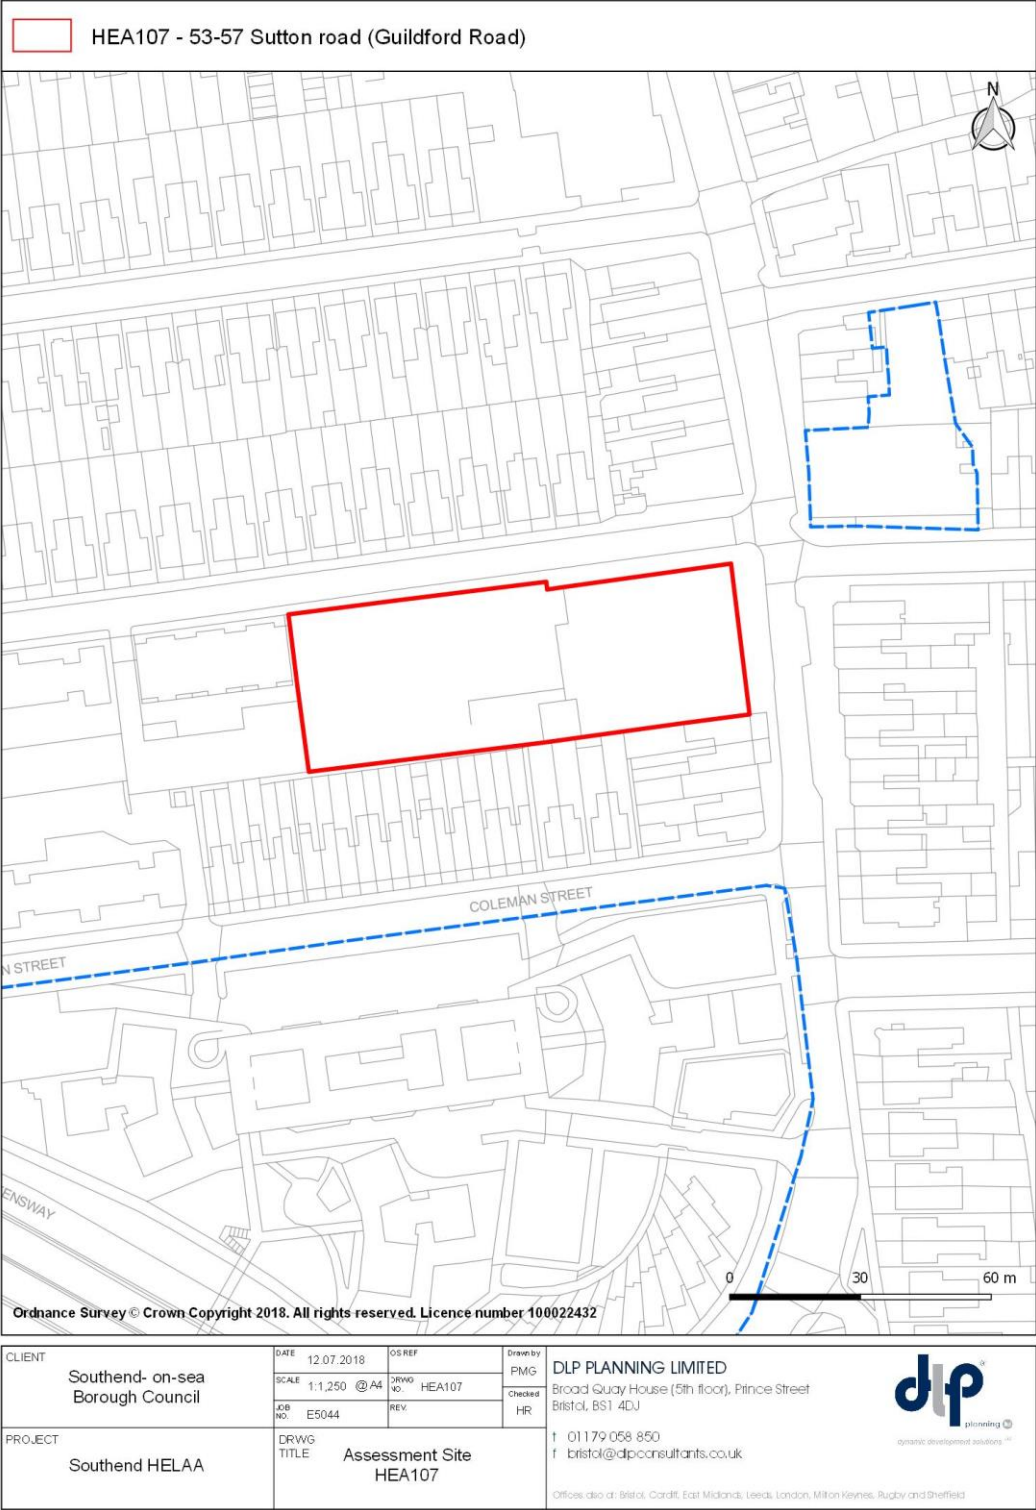 HEA107 - 53-57 Sutton road (Guildford Road)
N
COLEMAN STREET
N STREET
ENSWAY
0 30 60 m
Ordnance Survey © Crown Copyright 2018. All rights reserved. Licence number 100022432
CLIENT
Southend- on-sea
Borough Council
DATE 12.07.2018
OS REF
SCALE 1:1,250 @ A4
DRWG NO. HEA107
JOB NO. E5044
REV.
Drawn by
PMG
Checked
HR
PROJECT
Southend HELAA
DRWG
TITLE
Assessment Site
HEA107
DLP PLANNING LIMITED
Broad Quay House (5th floor), Prince Street
Bristol, BS1 4DJ
t 01179 058 850
f bristol@dlpconsultants.co.uk
dlp
planning
dynamic development solutions
Offices also at: Bristol, Cardiff, East Midlands, Leeds, London, Milton Keynes, Rugby and Sheffield